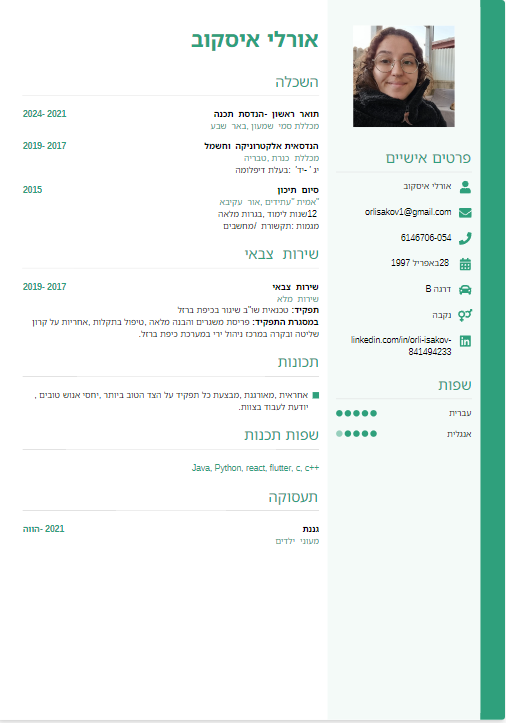 אורלי איסקוב
השכלה
תואר ראשון -הנדסת תכנה
2024- 2021
מכללת סמי שמעון, באר שבע
הנדסאית אלקטרוניקה וחשמל
2019- 2017
מכללת כנרת, טבריה
יג' -יד' :בעלת דיפלומה
סיום תיכון
2015
"אמית "עתידים, אור עקיבא
12שנות לימוד, בגרות מלאה
מגמות :תקשורת /מחשבים
שירות צבאי
שירות צבאי
2019- 2017
שירות מלא
תפקיד: טכנאית שו"ב שיגור בכיפת ברזל
במסגרת התפקיד: פריסת משגרים והבנה מלאה, טיפול בתקלות, אחריות על קרון
שליטה ובקרה במרכז ניהול ירי במערכת כיפת ברזל.
תכונות
אחראית, מאורגנת, מבצעת כל תפקיד על הצד הטוב ביותר, יחסי אנוש טובים ,
יודעת לעבוד בצוות.
שפות תכנות
Java, Python, react, flutter, c, c++
תעסוקה
גננת
2021 -הווה
מעוני ילדים
פרטים אישיים
אורלי איסקוב
orlisakov1@gmail.com
6146706-054
28באפריל 1997
דרגה B
נקבה
linkedin.com/in/orli-isakov-
841494233
שפות
עברית
אנגלית